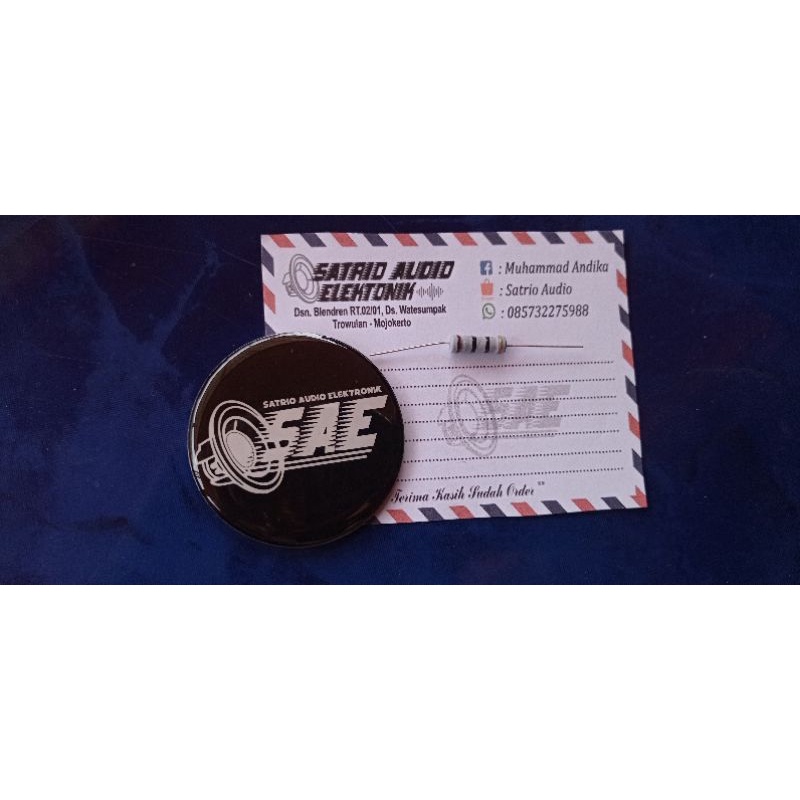 SATRIO AUDIO
ELEKTONIK
Dsn. Blendren RT.02/01, Ds. Watesumpak
Trowulan - Mojokerto
: Muhammad Andika
: Satrio Audio
: 085732275988
SATRIO AUDIO ELEKTRONIK
SAE
SAE
Terima Kasih Sudah Order